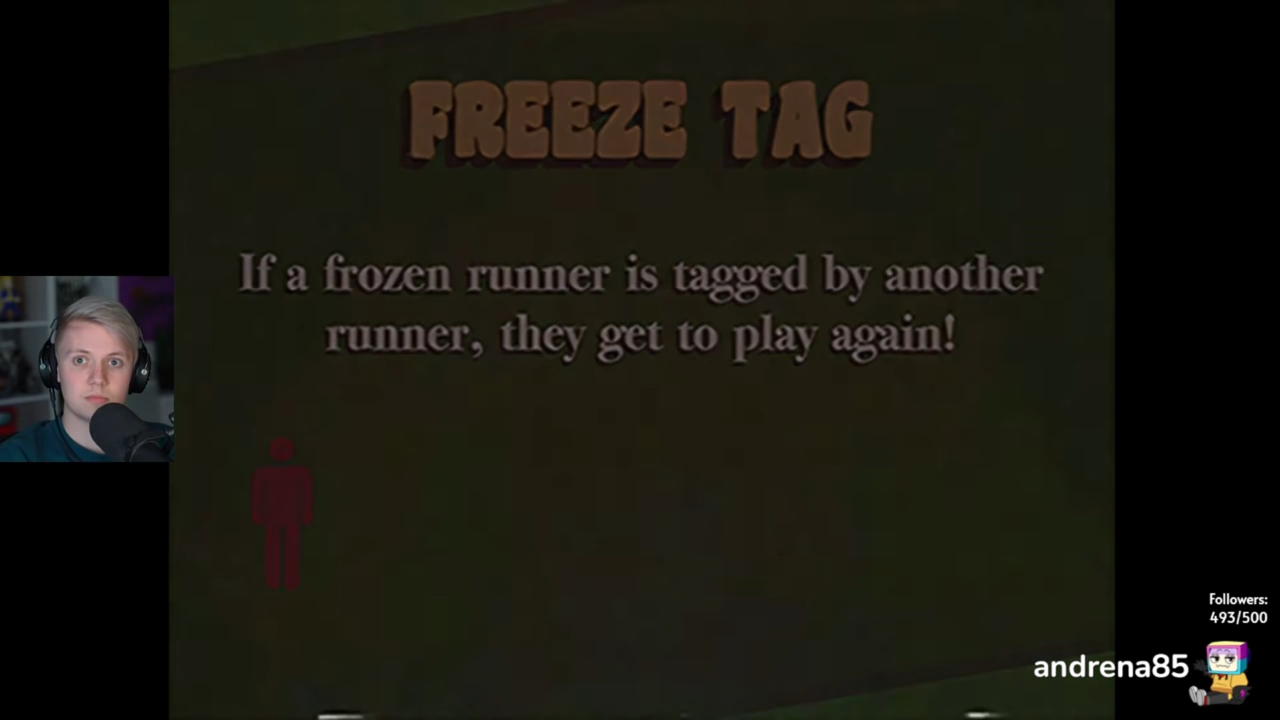 FREEZE TAG
If a frozen runner is tagged by another
runner, they get to play again!
Followers:
493/500
andrena85